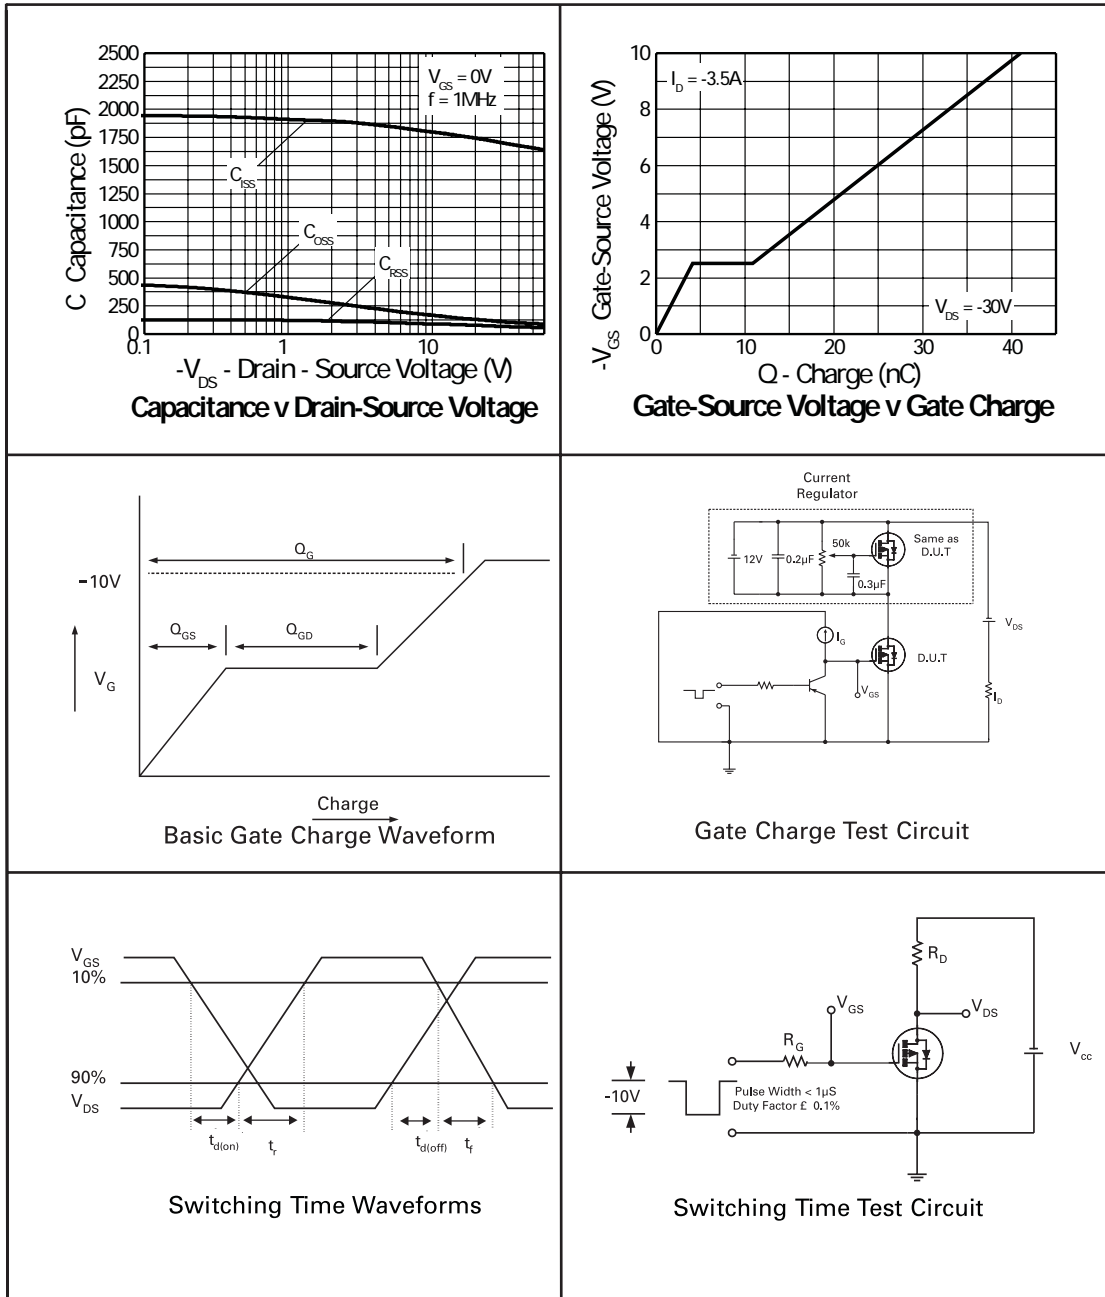 2500
2250
2000
1750
1500
1250
1000
750
500
250
0
C Capacitance (pF)
V_GS = 0V
f = 1MHz
C_ISS
C_OSS
C_RSS
0.1 1 10
-V_DS - Drain - Source Voltage (V)
Capacitance v Drain-Source Voltage
10
8
6
4
2
0
-V_GS Gate-Source Voltage (V)
I_D = -3.5A
V_DS = -30V
0 10 20 30 40
Q - Charge (nC)
Gate-Source Voltage v Gate Charge
Q_G
-10V
Q_GS
Q_GD
V_G
Charge
Basic Gate Charge Waveform
Current
Regulator
12V
0.2µF
50k
0.3µF
Same as
D.U.T
I_G
V_DS
D.U.T
V_GS
I_D
Gate Charge Test Circuit
V_GS
10%
90%
V_DS
t_d(on)
t_r
t_d(off)
t_f
Switching Time Waveforms
R_D
V_GS
V_DS
R_G
V_cc
-10V
Pulse Width < 1µS
Duty Factor £ 0.1%
Switching Time Test Circuit